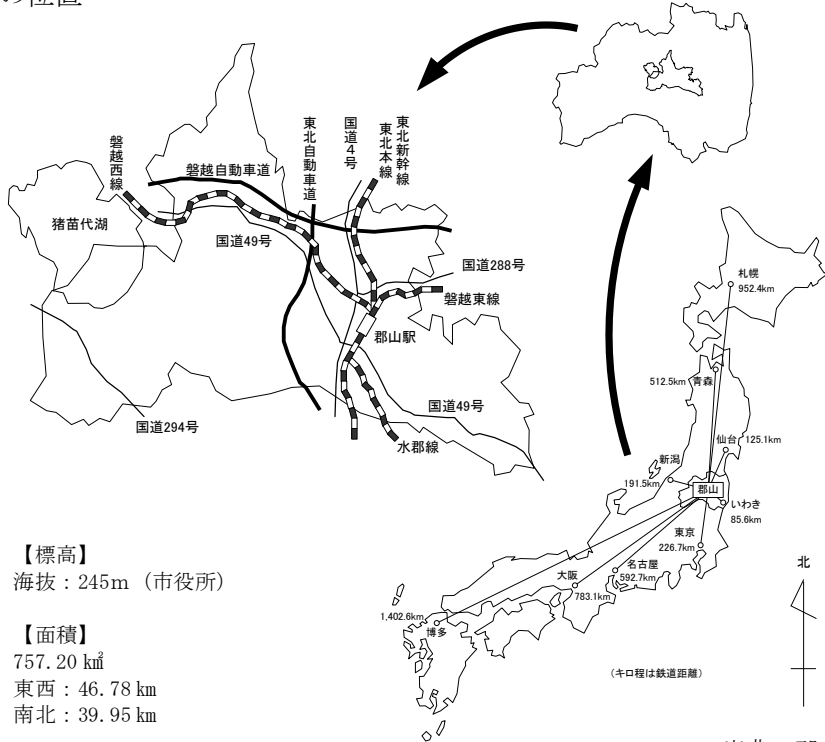 の位置
磐越西線
猪苗代湖
磐越自動車道
国道49号
東北自動車道
国道4号
東北本線
東北新幹線
国道288号
磐越東線
郡山駅
国道49号
水郡線
国道294号
札幌
952.4km
512.5km
青森
仙台
125.1km
新潟
191.5km
郡山
いわき
85.6km
東京
226.7km
名古屋
592.7km
大阪
783.1km
1,402.6km
博多
北
(キロ程は鉄道距離)
【標高】
海抜：245m（市役所）
【面積】
757.20㎢
東西：46.78km
南北：39.95km